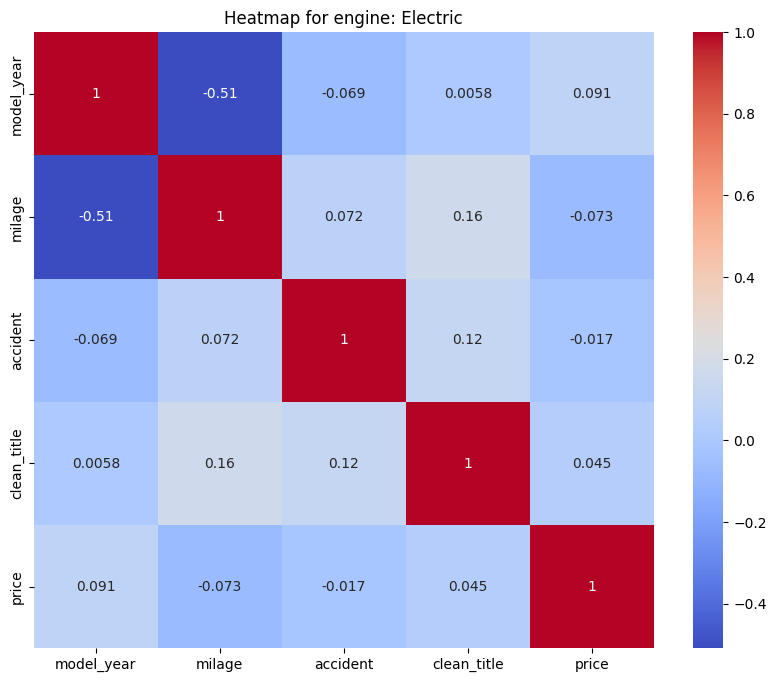 Heatmap for engine: Electric
model_year 1 -0.51 -0.069 0.0058 0.091
milage -0.51 1 0.072 0.16 -0.073
accident -0.069 0.072 1 0.12 -0.017
clean_title 0.0058 0.16 0.12 1 0.045
price 0.091 -0.073 -0.017 0.045 1
model_year milage accident clean_title price
1.0
0.8
0.6
0.4
0.2
0.0
−0.2
−0.4